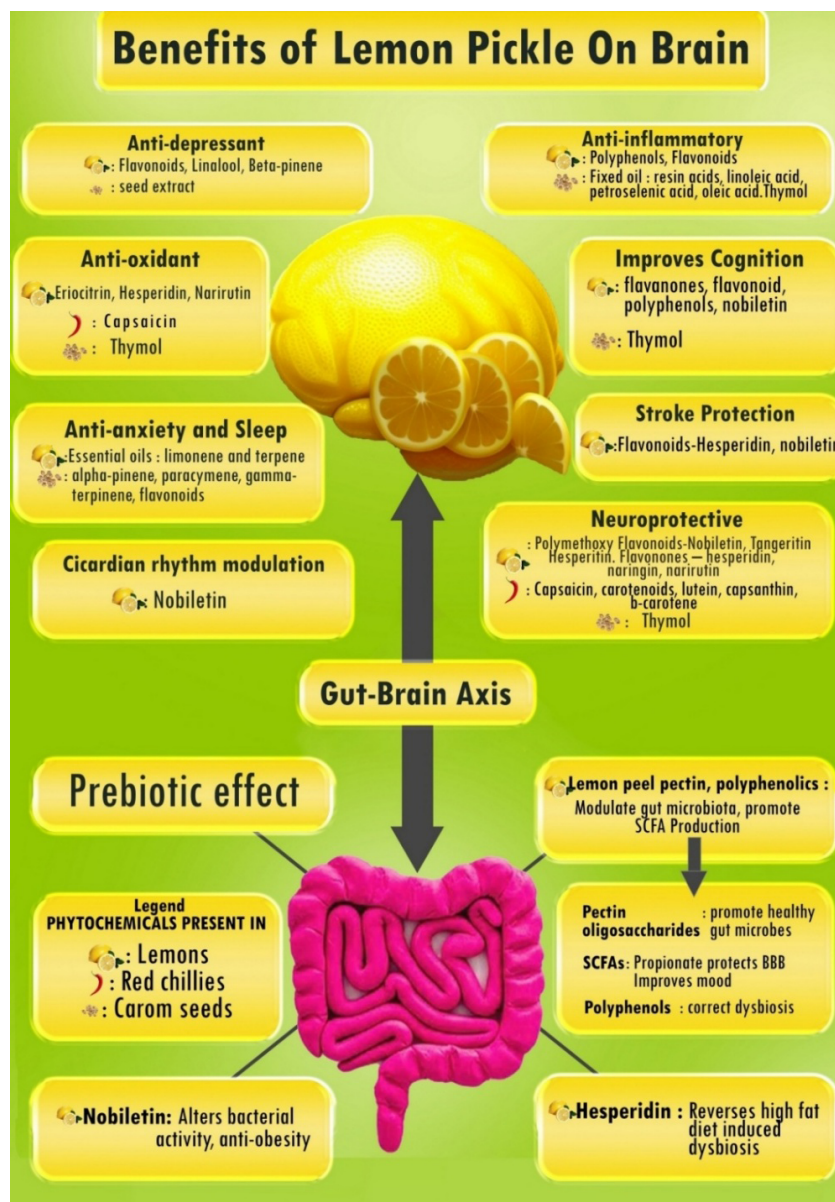 Benefits of Lemon Pickle On Brain
Anti-depressant
: Flavonoids, Linalool, Beta-pinene
: seed extract
Anti-inflammatory
: Polyphenols, Flavonoids
: Fixed oil : resin acids, linoleic acid,
petroselenic acid, oleic acid.Thymol
Anti-oxidant
:Eriocitrin, Hesperidin, Narirutin
: Capsaicin
: Thymol
Improves Cognition
: flavanones, flavonoid,
polyphenols, nobiletin
: Thymol
Anti-anxiety and Sleep
:Essential oils : limonene and terpene
: alpha-pinene, paracymene, gamma-
terpinene, flavonoids
Stroke Protection
:Flavonoids-Hesperidin, nobiletin
Cicardian rhythm modulation
: Nobiletin
Neuroprotective
: Polymethoxy Flavonoids-Nobiletin, Tangeritin
Hesperitin. Flavonones – hesperidin,
naringin, narirutin
: Capsaicin, carotenoids, lutein, capsanthin,
b-carotene
: Thymol
Gut-Brain Axis
Prebiotic effect
Lemon peel pectin, polyphenolics :
Modulate gut microbiota, promote
SCFA Production
Legend
PHYTOCHEMICALS PRESENT IN
: Lemons
: Red chillies
: Carom seeds
Pectin : promote healthy
oligosaccharides gut microbes
SCFAs: Propionate protects BBB
Improves mood
Polyphenols : correct dysbiosis
Nobiletin: Alters bacterial
activity, anti-obesity
Hesperidin : Reverses high fat
diet induced
dysbiosis